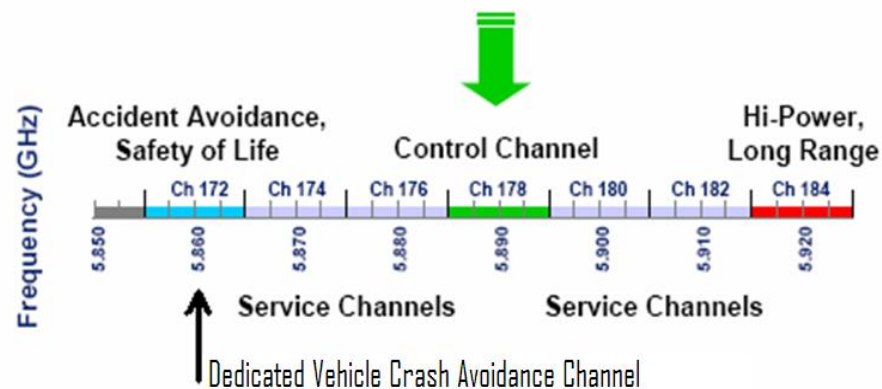 Accident Avoidance,
Safety of Life
Control Channel
Hi-Power,
Long Range
Frequency (GHz)
Ch 172 Ch 174 Ch 176 Ch 178 Ch 180 Ch 182 Ch 184
5.850 5.860 5.870 5.880 5.890 5.900 5.910 5.920
Service Channels Service Channels
Dedicated Vehicle Crash Avoidance Channel